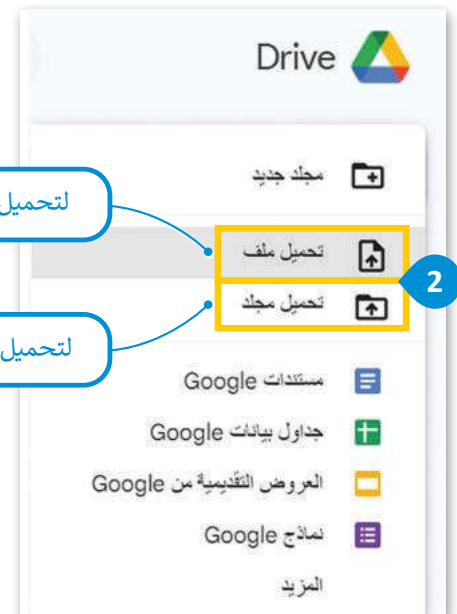 Drive
مجلد جديد
لتحميل
تحميل ملف
2
تحميل مجلد
لتحميل
مستندات Google
جداول بيانات Google
العروض التقديمية من Google
نماذج Google
المزيد